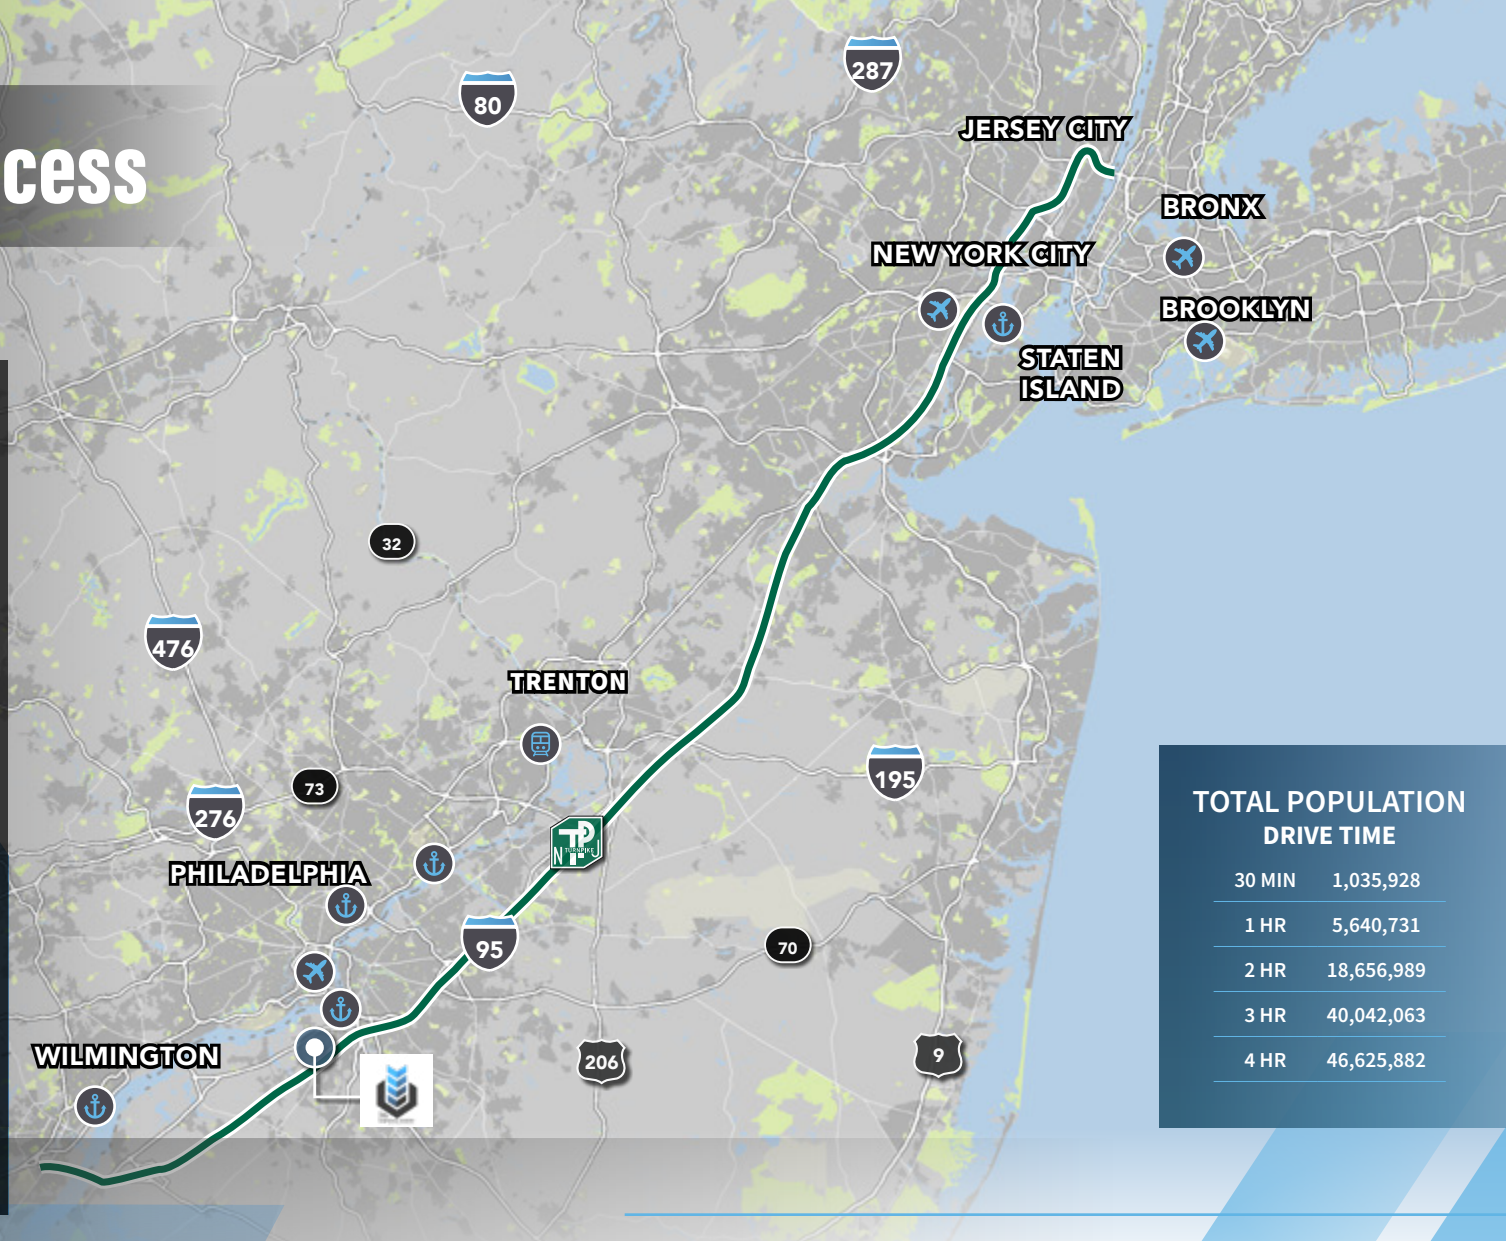 287
80
JERSEY CITY
cess
BRONX
NEW YORK CITY
BROOKLYN
STATEN
ISLAND
32
476
TRENTON
195
73
276
TOTAL POPULATION
DRIVE TIME
30 MIN 1,035,928
1 HR 5,640,731
2 HR 18,656,989
3 HR 40,042,063
4 HR 46,625,882
TP
N TURNPIKE J
PHILADELPHIA
95
70
WILMINGTON
206
9